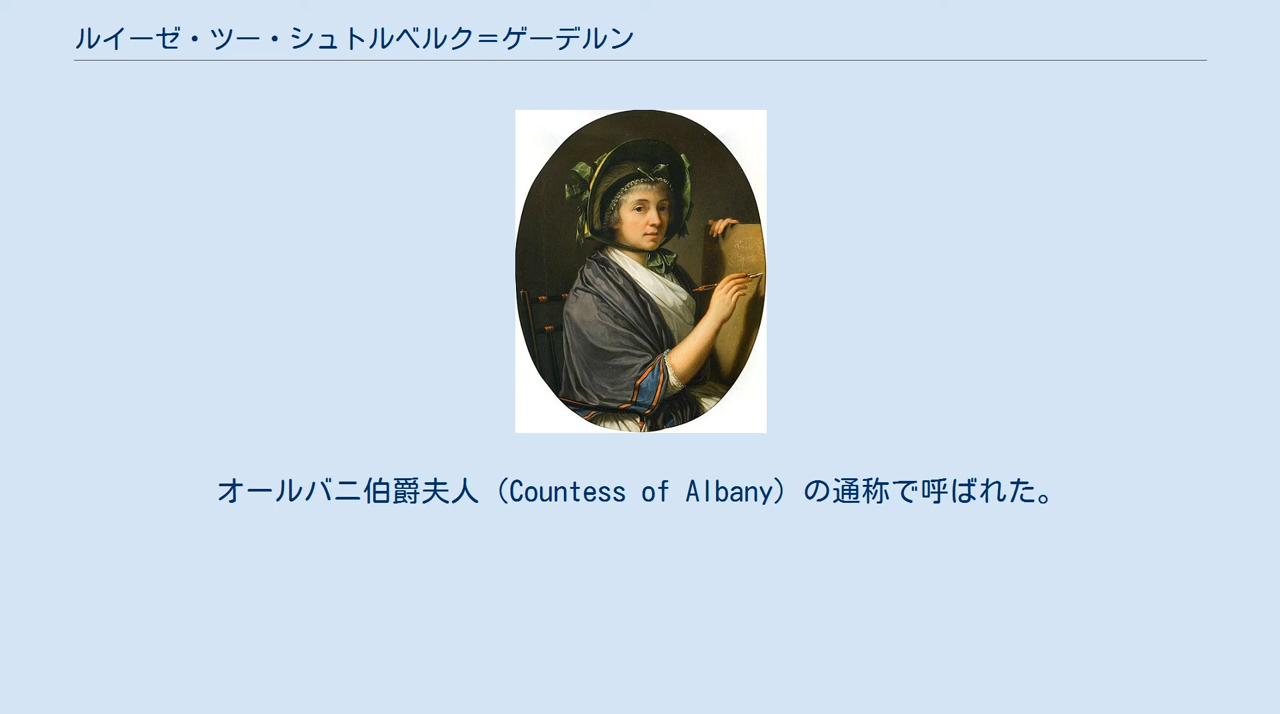 ルイーゼ・ツー・シュトルベルク＝ゲーデルン
オールバニ伯爵夫人（Countess of Albany）の通称で呼ばれた。